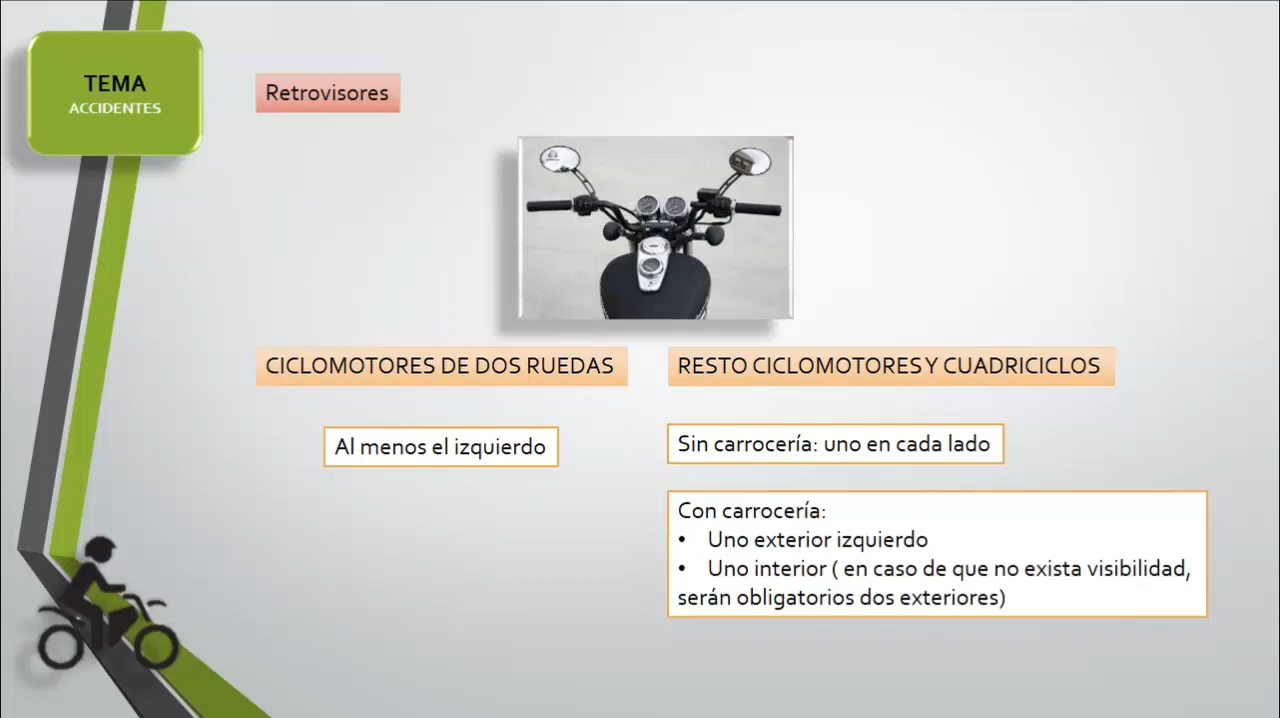 TEMA
ACCIDENTES
Retrovisores
CICLOMOTORES DE DOS RUEDAS
RESTO CICLOMOTORES Y CUADRICICLOS
Al menos el izquierdo
Sin carrocería: uno en cada lado
Con carrocería:
• Uno exterior izquierdo
• Uno interior ( en caso de que no exista visibilidad,
serán obligatorios dos exteriores)